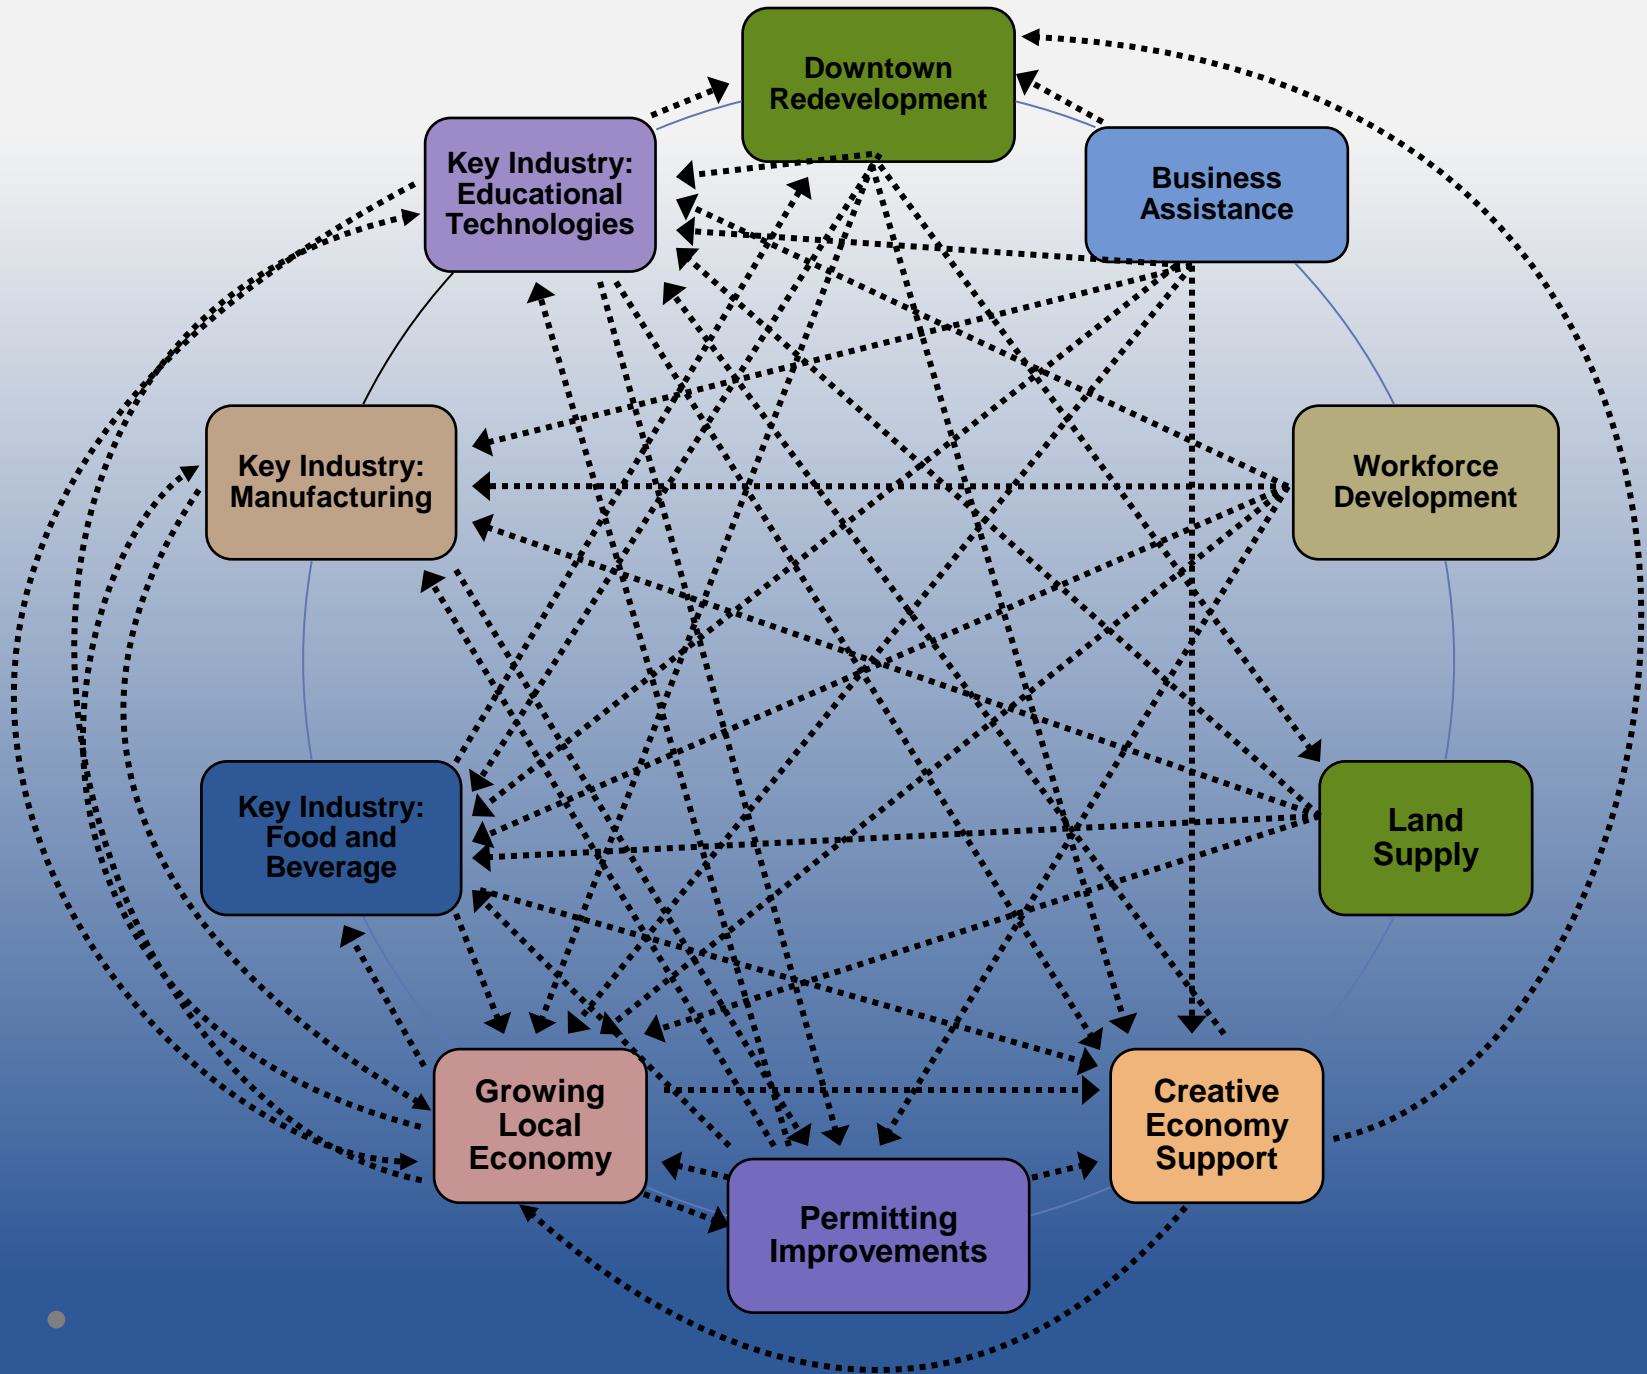 Downtown
Redevelopment
Key Industry:
Educational
Technologies
Business
Assistance
Key Industry:
Manufacturing
Workforce
Development
Key Industry:
Food and
Beverage
Land
Supply
Growing
Local
Economy
Creative
Economy
Support
Permitting
Improvements